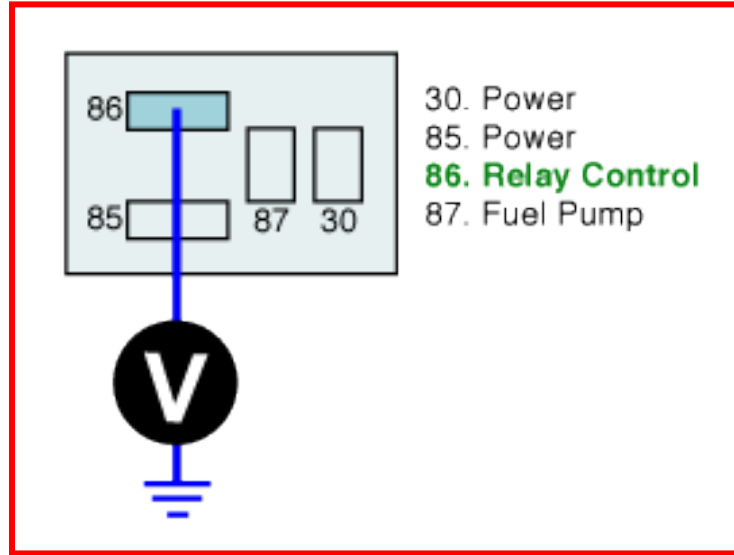 86
85
87 30
30. Power
85. Power
86. Relay Control
87. Fuel Pump
V